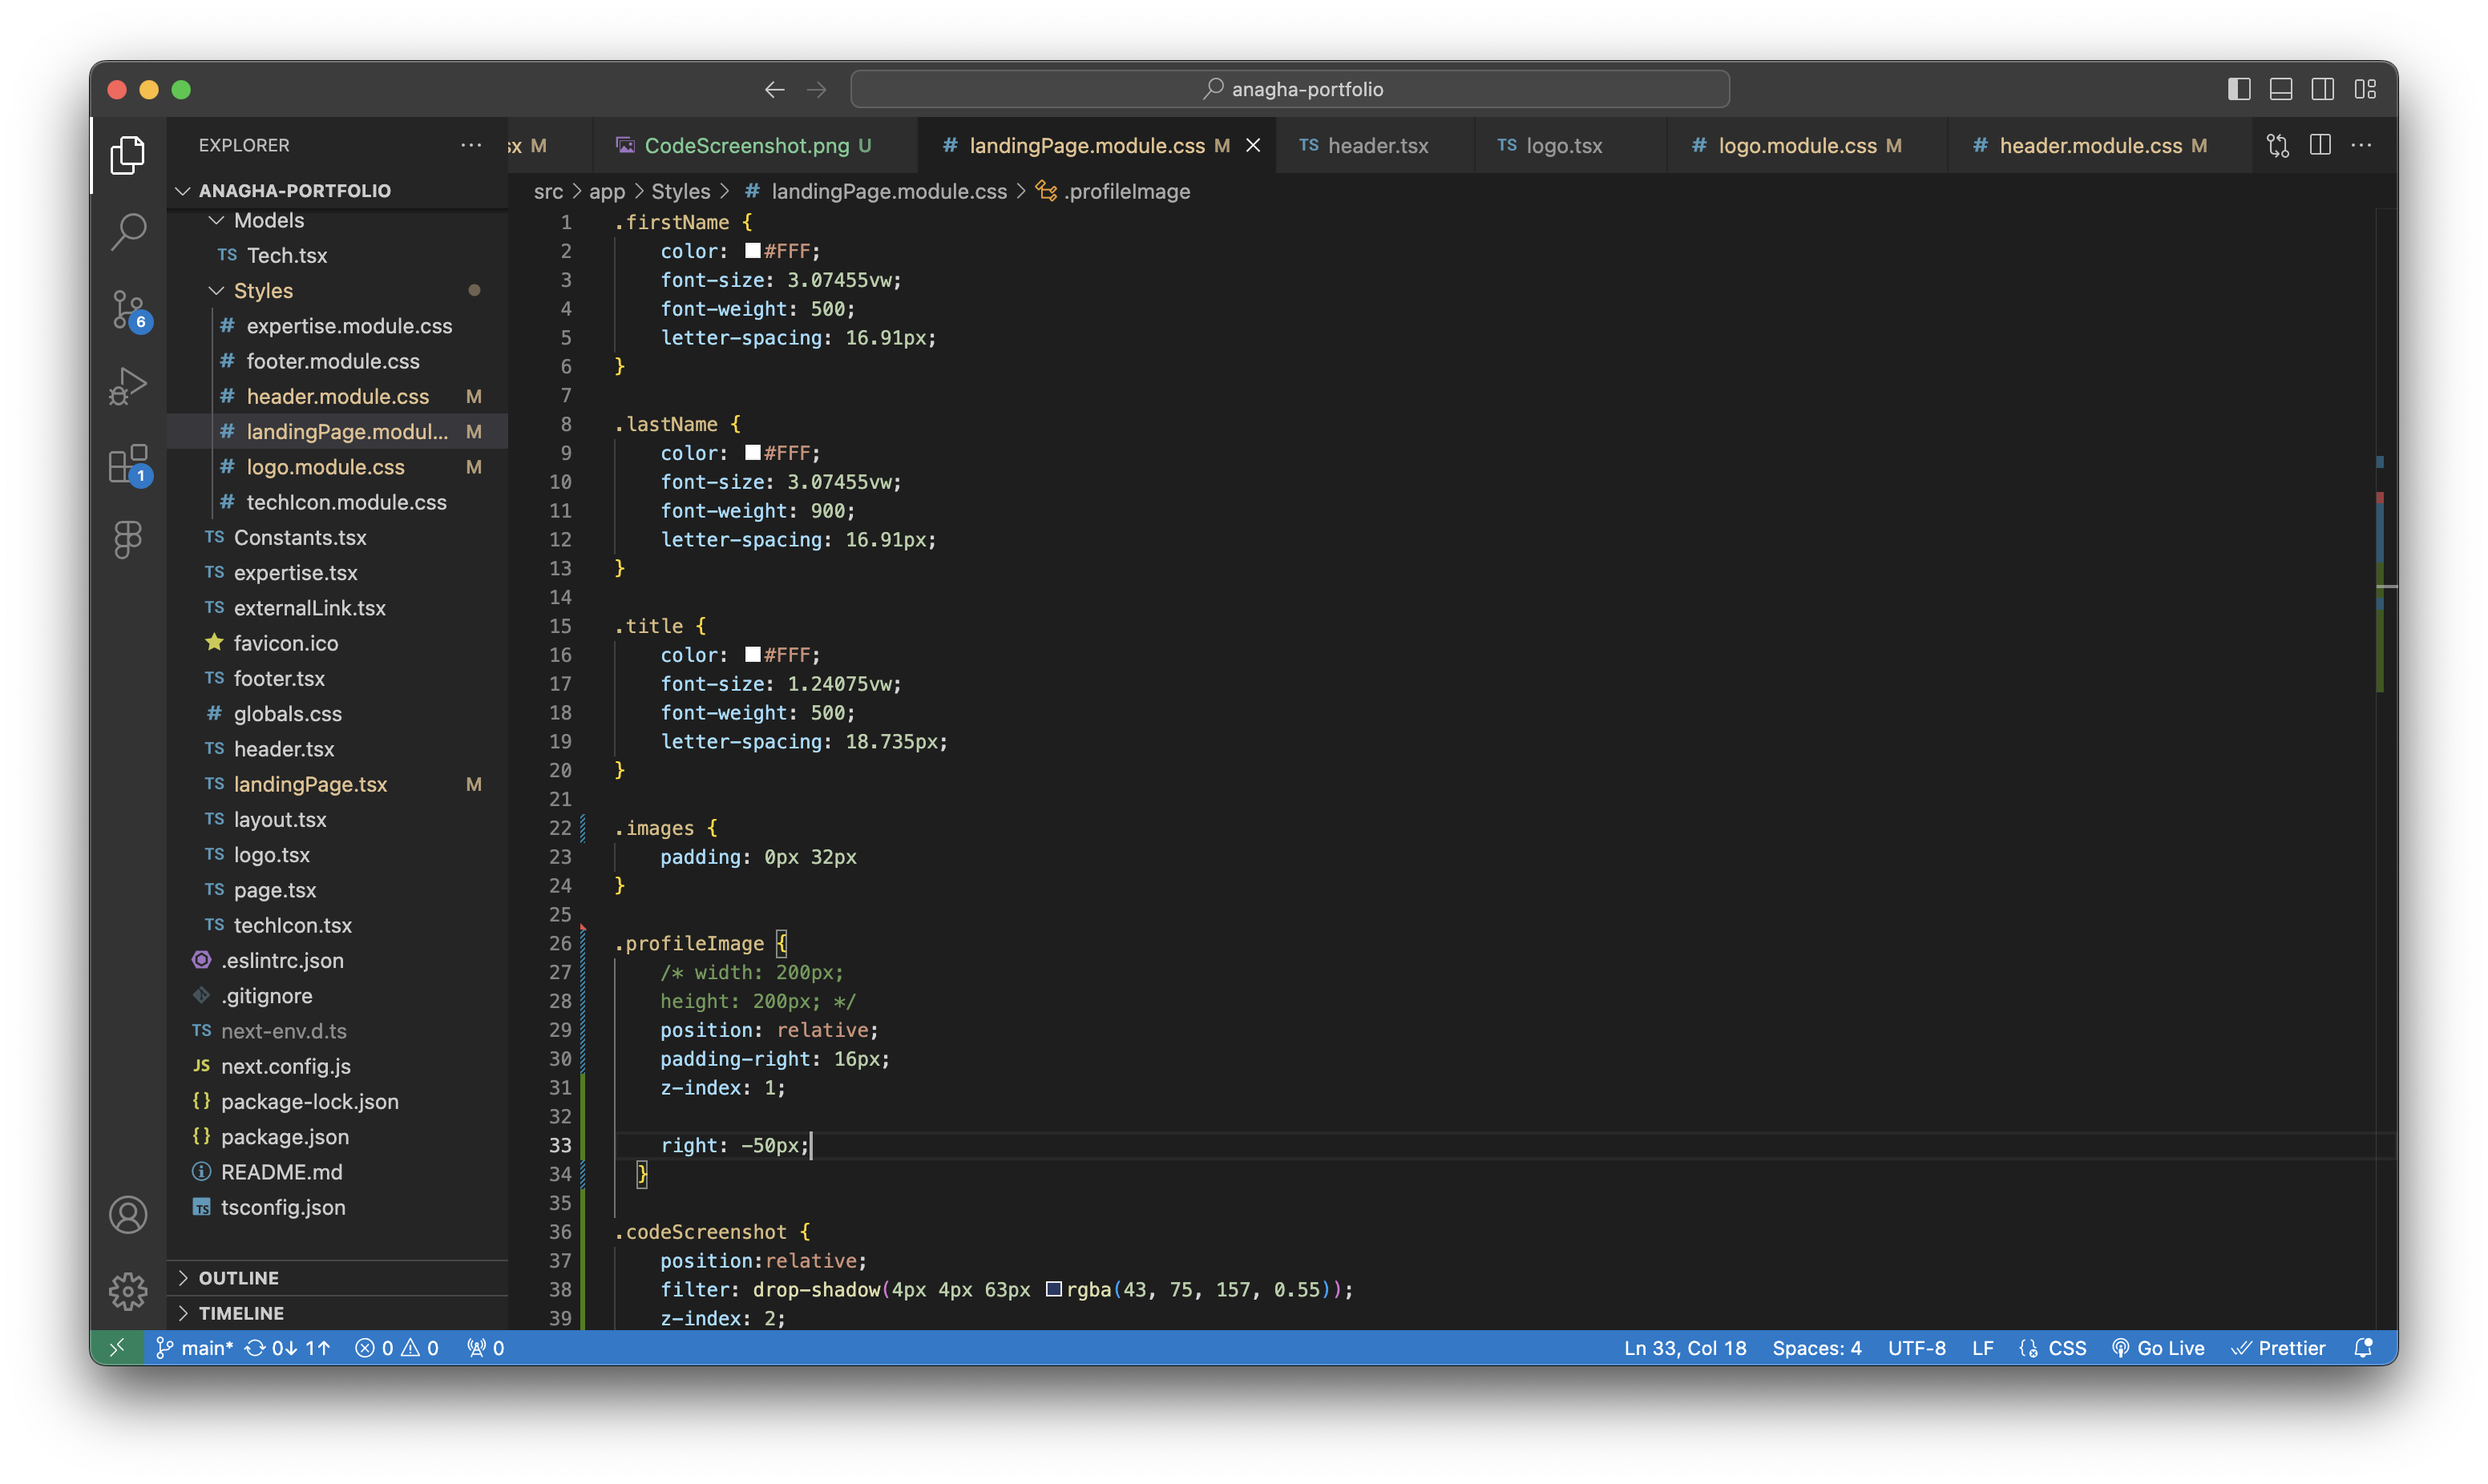 anagha-portfolio
EXPLORER
sx M
CodeScreenshot.png U
# landingPage.module.css M
TS header.tsx
TS logo.tsx
# logo.module.css M
# header.module.css M
ANAGHA-PORTFOLIO
Models
TS Tech.tsx
Styles
# expertise.module.css
# footer.module.css
# header.module.css M
# landingPage.modul... M
# logo.module.css M
# techIcon.module.css
TS Constants.tsx
TS expertise.tsx
TS externalLink.tsx
favicon.ico
TS footer.tsx
# globals.css
TS header.tsx
TS landingPage.tsx M
TS layout.tsx
TS logo.tsx
TS page.tsx
TS techIcon.tsx
.eslintrc.json
.gitignore
TS next-env.d.ts
JS next.config.js
{} package-lock.json
{} package.json
README.md
TS tsconfig.json
OUTLINE
TIMELINE
6
1
src > app > Styles > # landingPage.module.css > .profileImage
1 .firstName {
2 color: #FFF;
3 font-size: 3.07455vw;
4 font-weight: 500;
5 letter-spacing: 16.91px;
6 }
7
8 .lastName {
9 color: #FFF;
10 font-size: 3.07455vw;
11 font-weight: 900;
12 letter-spacing: 16.91px;
13 }
14
15 .title {
16 color: #FFF;
17 font-size: 1.24075vw;
18 font-weight: 500;
19 letter-spacing: 18.735px;
20 }
21
22 .images {
23 padding: 0px 32px
24 }
25
26 .profileImage {
27 /* width: 200px;
28 height: 200px; */
29 position: relative;
30 padding-right: 16px;
31 z-index: 1;
32
33 right: -50px;
34 }
35
36 .codeScreenshot {
37 position:relative;
38 filter: drop-shadow(4px 4px 63px rgba(43, 75, 157, 0.55));
39 z-index: 2;
main* 0↓ 1↑ 0 0 0
Ln 33, Col 18 Spaces: 4 UTF-8 LF {} CSS Go Live Prettier